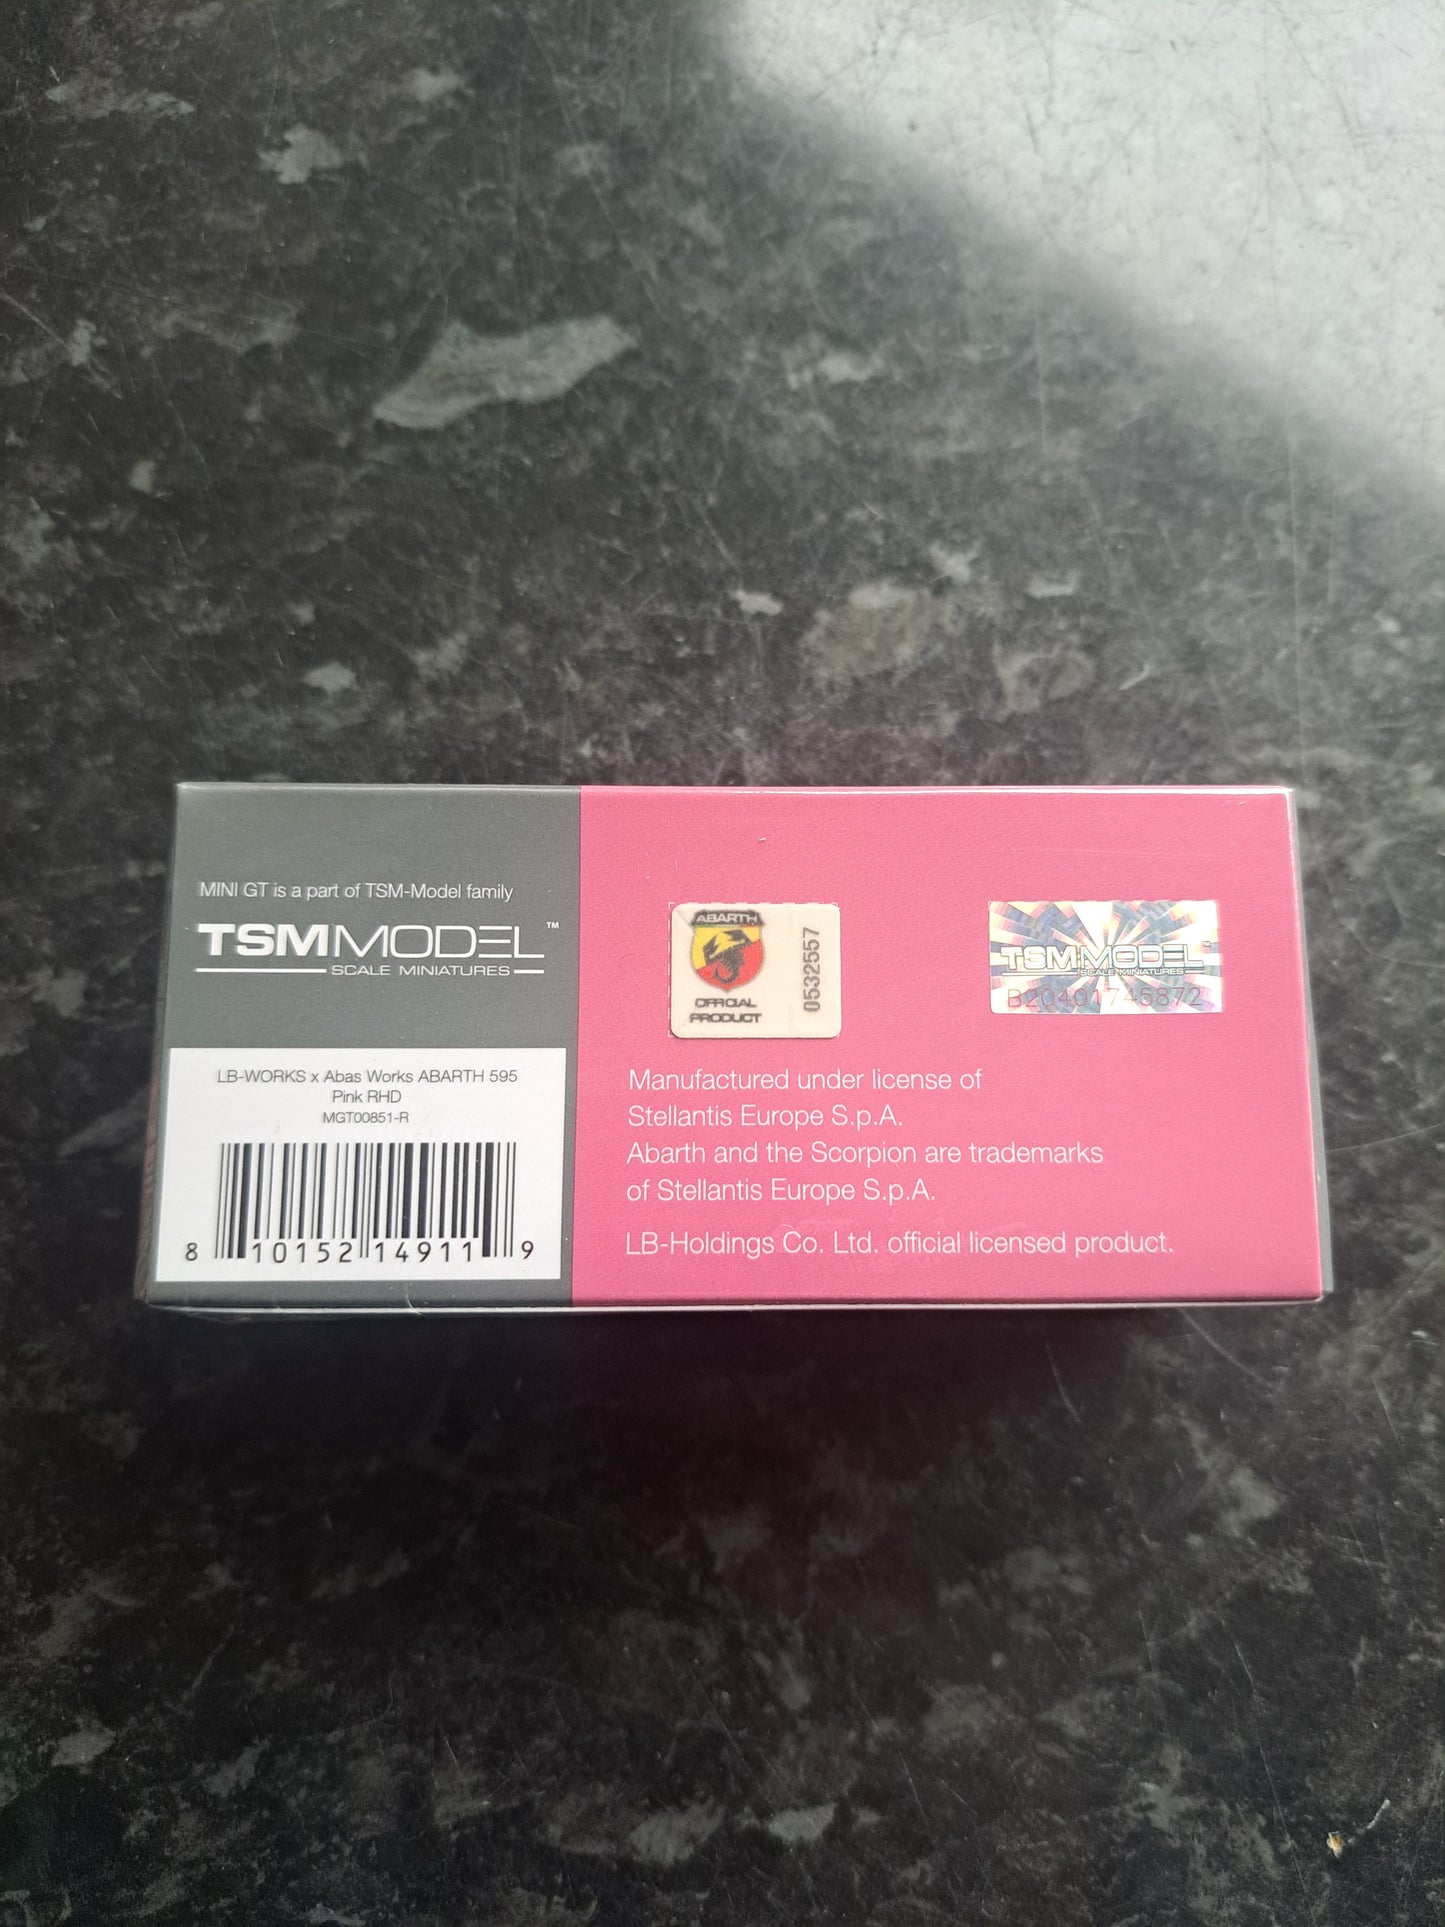 MINI GT is a part of TSM-Model family
TSMMODEL™
SCALE MINIATURES
LB-WORKS x Abas Works ABARTH 595
Pink RHD
MGT00851-R
8 10152 14911 9
ABARTH
OFFICIAL
PRODUCT
0532557
TSMMODEL™
SCALE MINIATURES
B20401745872
Manufactured under license of
Stellantis Europe S.p.A.
Abarth and the Scorpion are trademarks
of Stellantis Europe S.p.A.
LB-Holdings Co. Ltd. official licensed product.